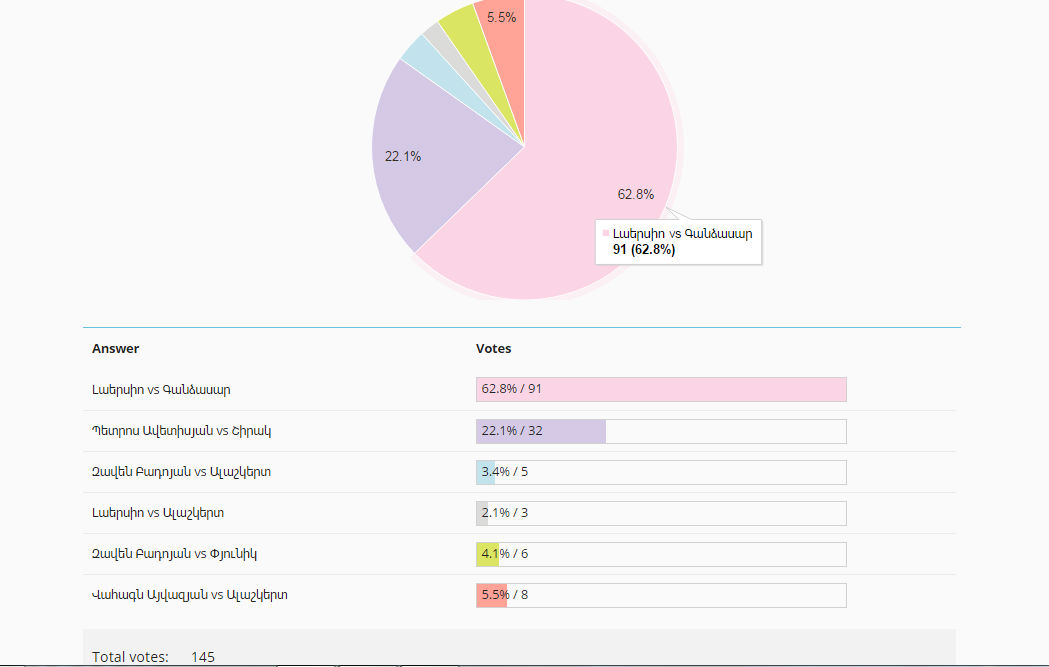 5.5%
22.1%
62.8%
Լաերսիո vs Գանձասար
91 (62.8%)
Answer Votes
Լաերսիո vs Գանձասար 62.8% / 91
Պետրոս Ավետիսյան vs Շիրակ 22.1% / 32
Զավեն Բադոյան vs Ալաշկերտ 3.4% / 5
Լաերսիո vs Ալաշկերտ 2.1% / 3
Զավեն Բադոյան vs Փյունիկ 4.1% / 6
Վահագն Այվազյան vs Ալաշկերտ 5.5% / 8
Total votes: 145